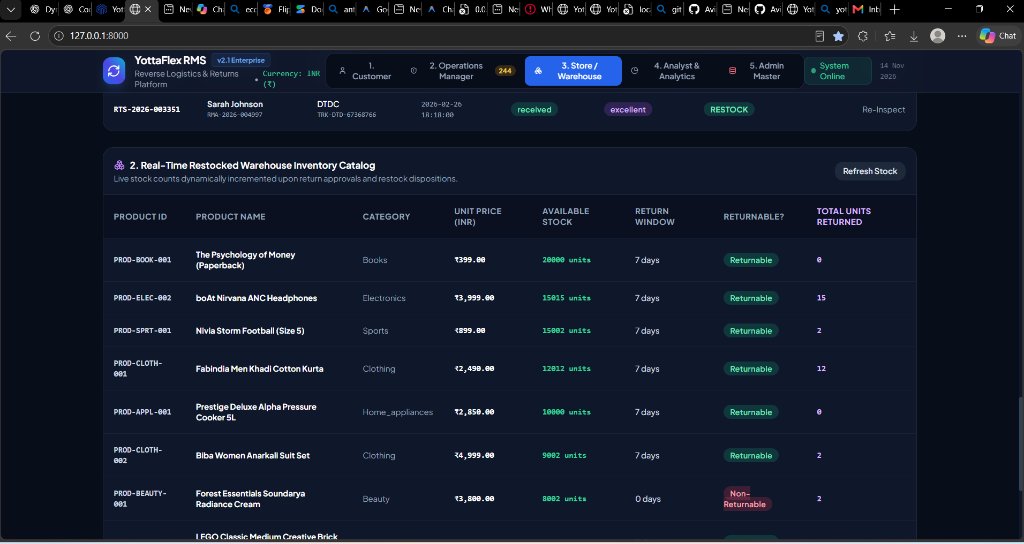 127.0.0.1:8000
Chat
YottaFlex RMS
v2.1 Enterprise
Reverse Logistics & Returns
Platform
• Currency: INR
(₹)
1.
Customer
2. Operations
Manager
244
3. Store /
Warehouse
4. Analyst &
Analytics
5. Admin
Master
System
Online
14 Nov
2026
RTS-2026-003351
Sarah Johnson
RMA-2026-004997
DTDC
TRK-DTD-67368766
2026-02-26
18:18:00
received
excellent
RESTOCK
Re-Inspect
2. Real-Time Restocked Warehouse Inventory Catalog
Live stock counts dynamically incremented upon return approvals and restock dispositions.
Refresh Stock
PRODUCT ID
PRODUCT NAME
CATEGORY
UNIT PRICE
(INR)
AVAILABLE
STOCK
RETURN
WINDOW
RETURNABLE?
TOTAL UNITS
RETURNED
PROD-BOOK-001
The Psychology of Money
(Paperback)
Books
₹399.00
20000 units
7 days
Returnable
0
PROD-ELEC-002
boAt Nirvana ANC Headphones
Electronics
₹3,999.00
15015 units
7 days
Returnable
15
PROD-SPRT-001
Nivia Storm Football (Size 5)
Sports
₹899.00
15002 units
7 days
Returnable
2
PROD-CLOTH-
001
Fabindia Men Khadi Cotton Kurta
Clothing
₹2,490.00
12012 units
7 days
Returnable
12
PROD-APPL-001
Prestige Deluxe Alpha Pressure
Cooker 5L
Home_appliances
₹2,850.00
10000 units
7 days
Returnable
0
PROD-CLOTH-
002
Biba Women Anarkali Suit Set
Clothing
₹4,999.00
9002 units
7 days
Returnable
2
PROD-BEAUTY-
001
Forest Essentials Soundarya
Radiance Cream
Beauty
₹3,800.00
8002 units
0 days
Non-
Returnable
2
LEGO Classic Medium Creative Brick